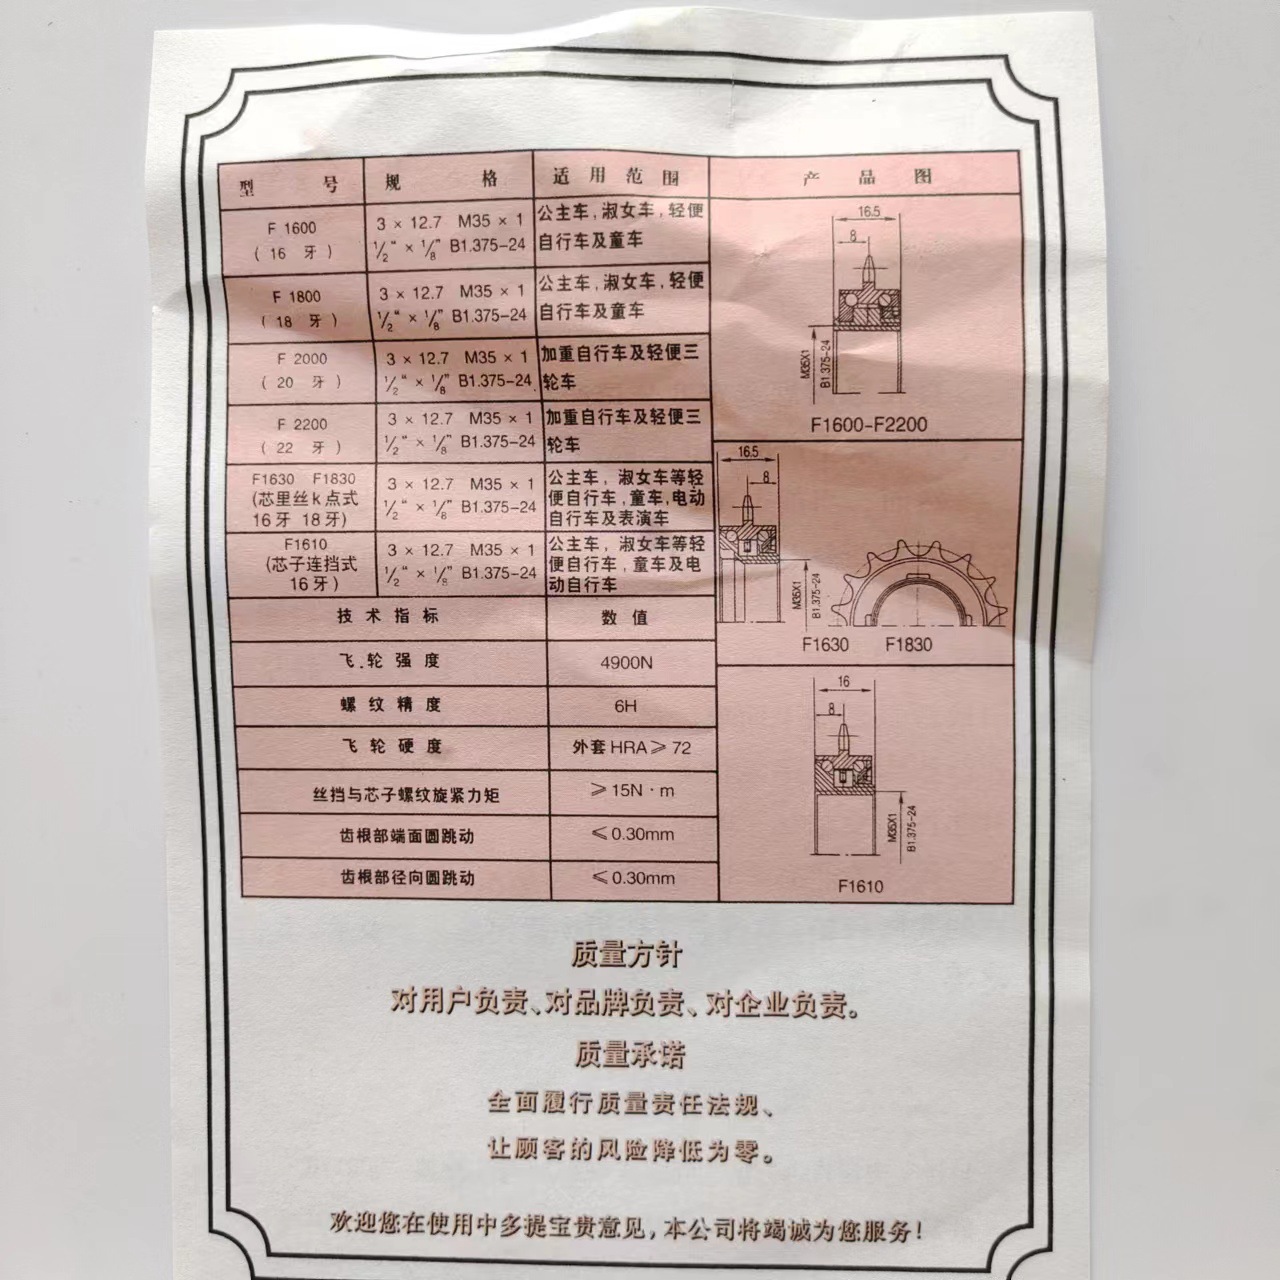 型 号 规 格 适 用 范 围 产 品 图
F 1600
( 16 牙 )
3 × 12.7 M35 × 1
1/2" × 1/8" B1.375-24
公主车，淑女车，轻便
自行车及童车
F 1800
( 18 牙 )
3 × 12.7 M35 × 1
1/2" × 1/8" B1.375-24
公主车，淑女车，轻便
自行车及童车
F 2000
( 20 牙 )
3 × 12.7 M35 × 1
1/2" × 1/8" B1.375-24
加重自行车及轻便三
轮车
F 2200
( 22 牙 )
3 × 12.7 M35 × 1
1/2" × 1/8" B1.375-24
加重自行车及轻便三
轮车
F1630 F1830
(芯里丝k点式
16牙 18牙)
3 × 12.7 M35 × 1
1/2" × 1/8" B1.375-24
公主车，淑女车等轻
便自行车，童车，电动
自行车及表演车
F1610
(芯子连挡式
16牙)
3 × 12.7 M35 × 1
1/2" × 1/8" B1.375-24
公主车，淑女车等轻
便自行车，童车及电
动自行车
技 术 指 标 数 值
飞.轮 强 度 4900N
螺 纹 精 度 6H
飞 轮 硬 度 外套HRA≥72
丝挡与芯子螺纹旋紧力矩 ≥15N·m
齿根部端面圆跳动 ≤0.30mm
齿根部径向圆跳动 ≤0.30mm
16.5
8
M35X1
B1.375-24
F1600-F2200
16.5
8
M35X1
B1.375-24
F1630 F1830
16
8
M35X1
B1.375-24
F1610
质量方针
对用户负责、对品牌负责、对企业负责。
质量承诺
全面履行质量责任法规、
让顾客的风险降低为零。
欢迎您在使用中多提宝贵意见，本公司将竭诚为您服务！